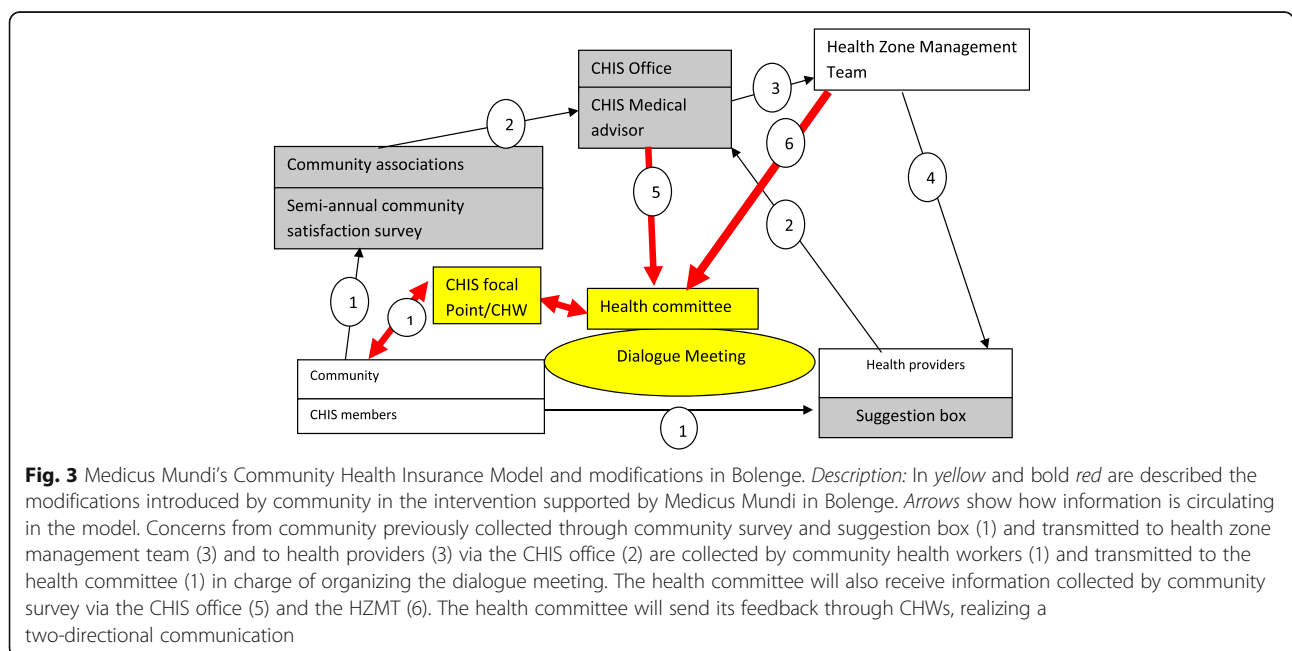 CHIS Office
CHIS Medical
advisor
Health Zone Management
Team
3
2
6
Community associations
Semi-annual community
satisfaction survey
5
4
2
1
CHIS focal
Point/CHW
1
Health committee
Dialogue Meeting
Community
CHIS members
Health providers
Suggestion box
1
Fig. 3 Medicus Mundi's Community Health Insurance Model and modifications in Bolenge. Description: In yellow and bold red are described the
modifications introduced by community in the intervention supported by Medicus Mundi in Bolenge. Arrows show how information is circulating
in the model. Concerns from community previously collected through community survey and suggestion box (1) and transmitted to health zone
management team (3) and to health providers (3) via the CHIS office (2) are collected by community health workers (1) and transmitted to the
health committee (1) in charge of organizing the dialogue meeting. The health committee will also receive information collected by community
survey via the CHIS office (5) and the HZMT (6). The health committee will send its feedback through CHWs, realizing a
two-directional communication